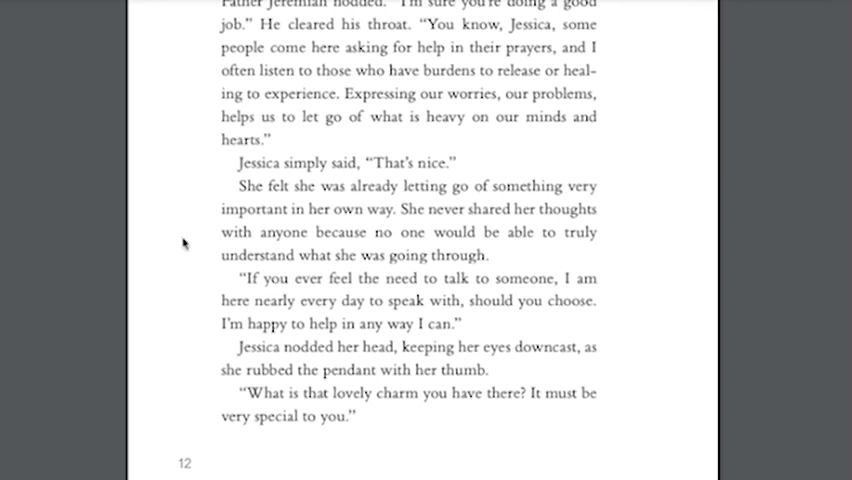 Father Jeremiah nodded. "I'm sure you're doing a good
job." He cleared his throat. "You know, Jessica, some
people come here asking for help in their prayers, and I
often listen to those who have burdens to release or heal-
ing to experience. Expressing our worries, our problems,
helps us to let go of what is heavy on our minds and
hearts."
Jessica simply said, "That's nice."
She felt she was already letting go of something very
important in her own way. She never shared her thoughts
with anyone because no one would be able to truly
understand what she was going through.
"If you ever feel the need to talk to someone, I am
here nearly every day to speak with, should you choose.
I'm happy to help in any way I can."
Jessica nodded her head, keeping her eyes downcast, as
she rubbed the pendant with her thumb.
"What is that lovely charm you have there? It must be
very special to you."
12